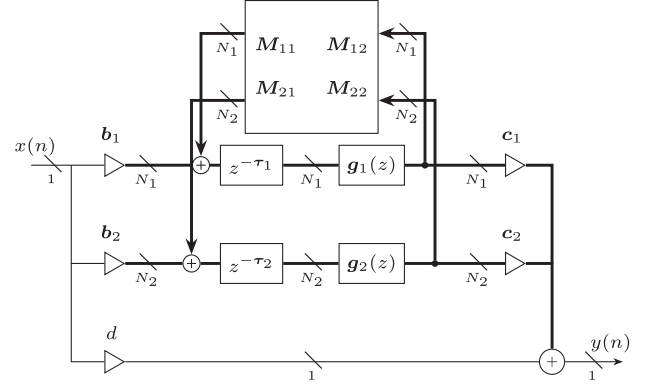 M₁₁ M₁₂
N₁ N₁
M₂₁ M₂₂
N₂ N₂
b₁ c₁
x(n)
+ z^{-τ₁} g₁(z)
1 N₁ N₁ N₁
b₂ c₂
+ z^{-τ₂} g₂(z)
N₂ N₂ N₂
d y(n)
+
1 1